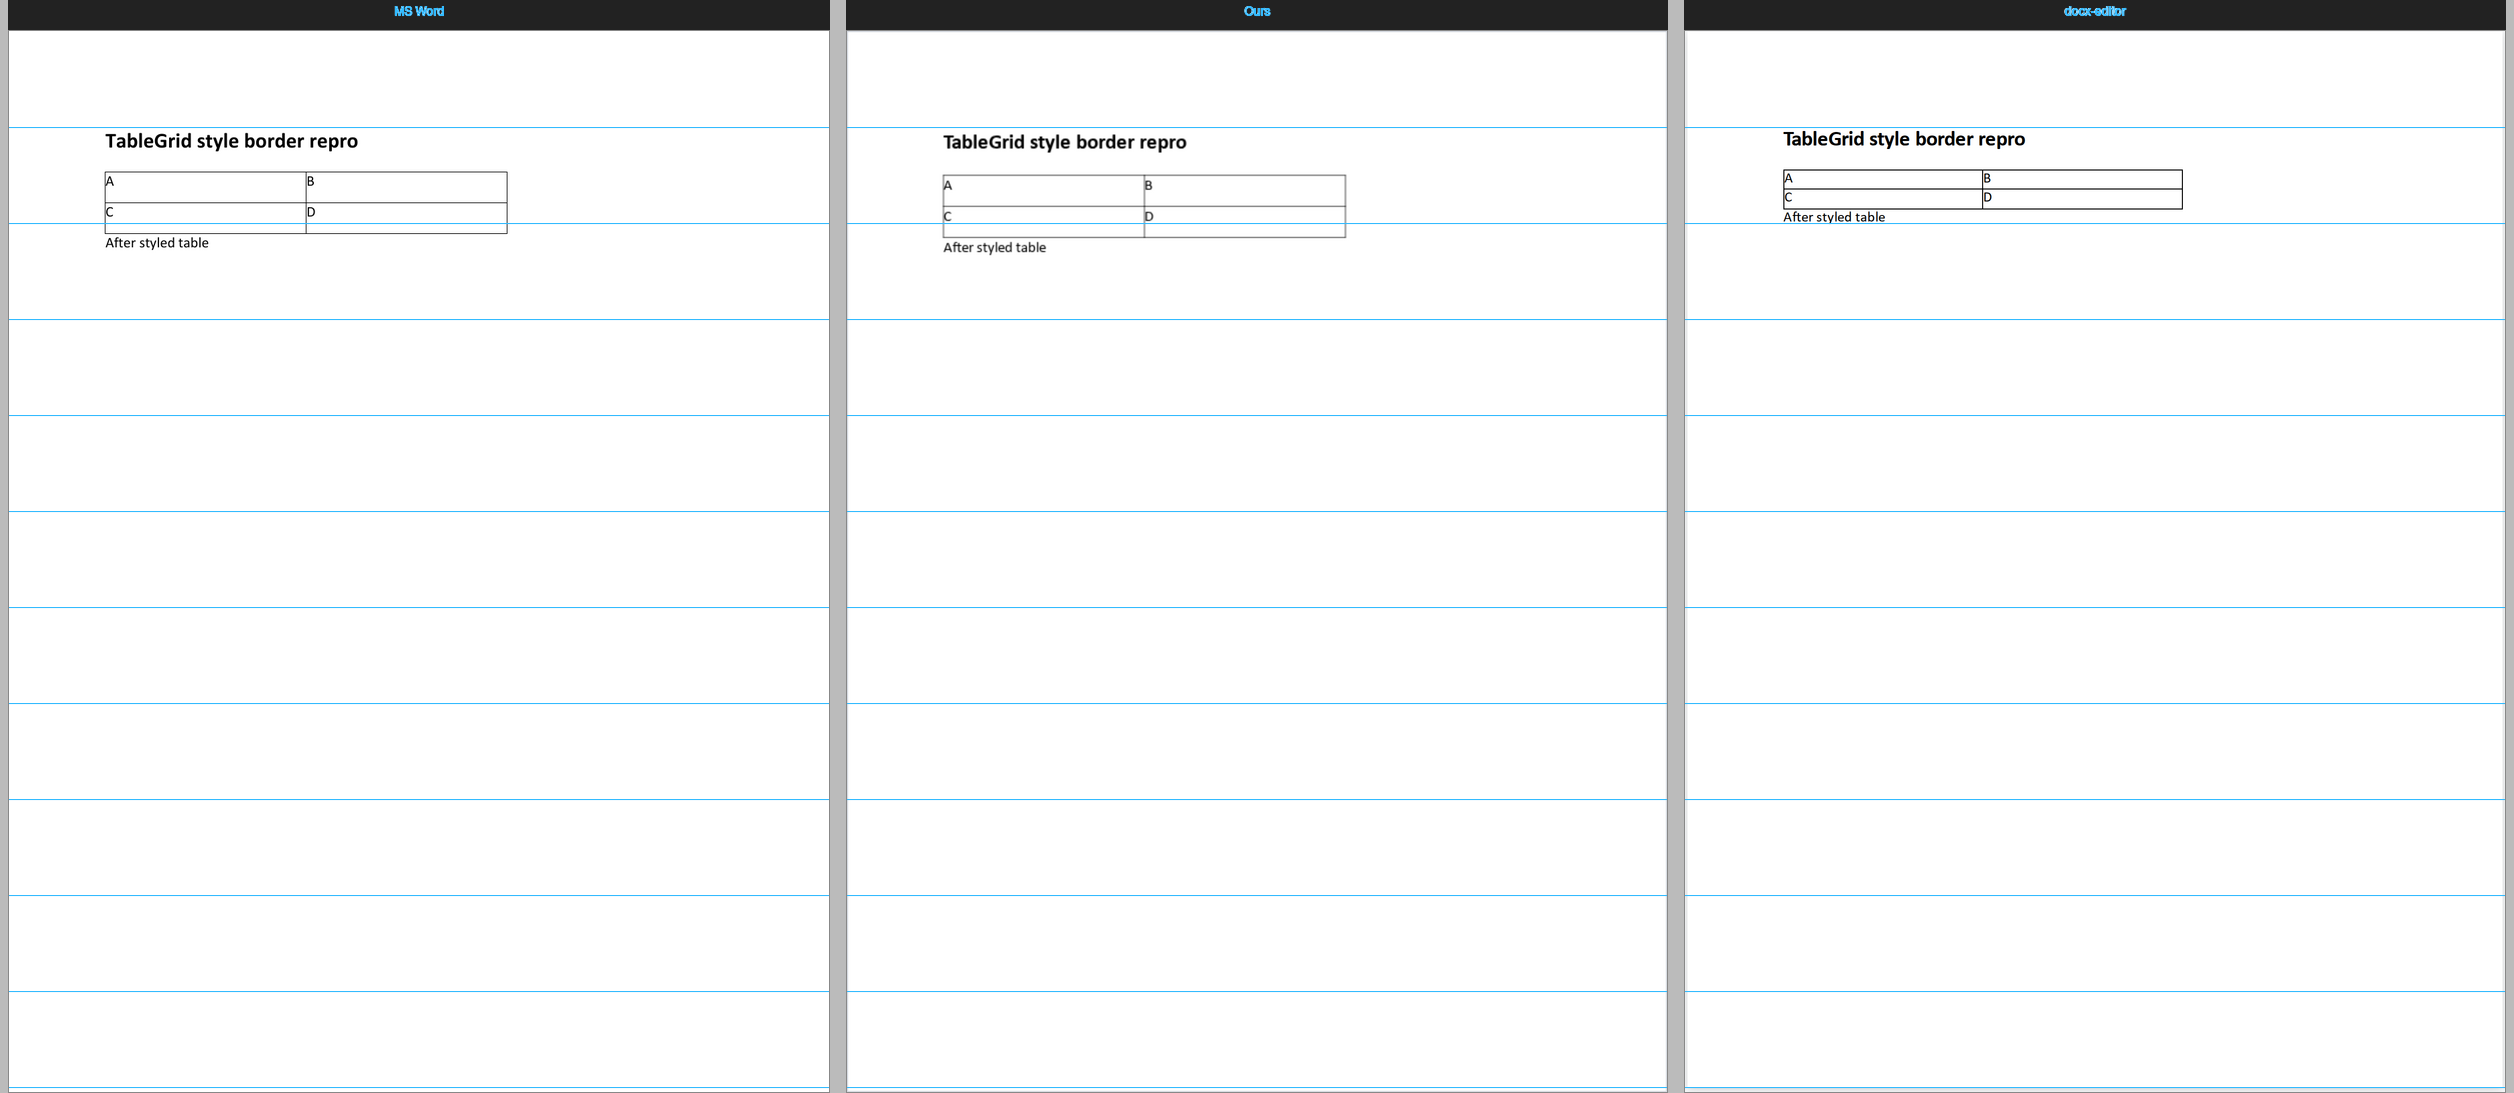 MS Word
TableGrid style border repro
A B
C D
After styled table
Ours
TableGrid style border repro
A B
C D
After styled table
docx-editor
TableGrid style border repro
A B
C D
After styled table